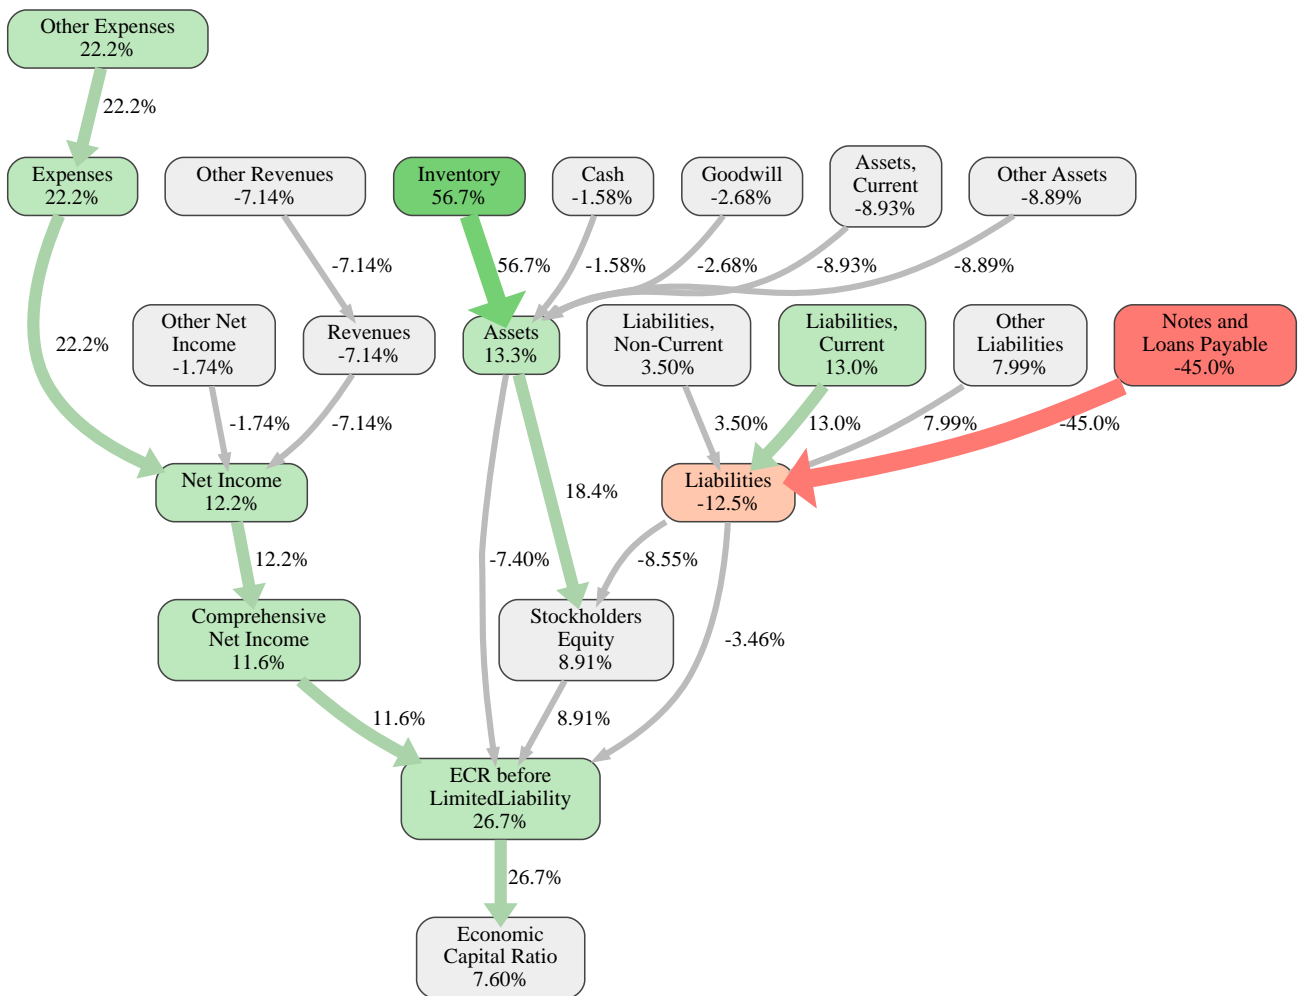 Other Expenses
22.2%
22.2%
Expenses
22.2%
Other Revenues
-7.14%
Inventory
56.7%
Cash
-1.58%
Goodwill
-2.68%
Assets,
Current
-8.93%
Other Assets
-8.89%
-7.14%
56.7%
-1.58%
-2.68%
-8.93%
-8.89%
22.2%
Other Net
Income
-1.74%
Revenues
-7.14%
Assets
13.3%
Liabilities,
Non-Current
3.50%
Liabilities,
Current
13.0%
Other
Liabilities
7.99%
Notes and
Loans Payable
-45.0%
-1.74%
-7.14%
3.50%
13.0%
7.99%
-45.0%
Net Income
12.2%
18.4%
Liabilities
-12.5%
12.2%
-7.40%
-8.55%
Comprehensive
Net Income
11.6%
Stockholders
Equity
8.91%
-3.46%
11.6%
8.91%
ECR before
LimitedLiability
26.7%
26.7%
Economic
Capital Ratio
7.60%